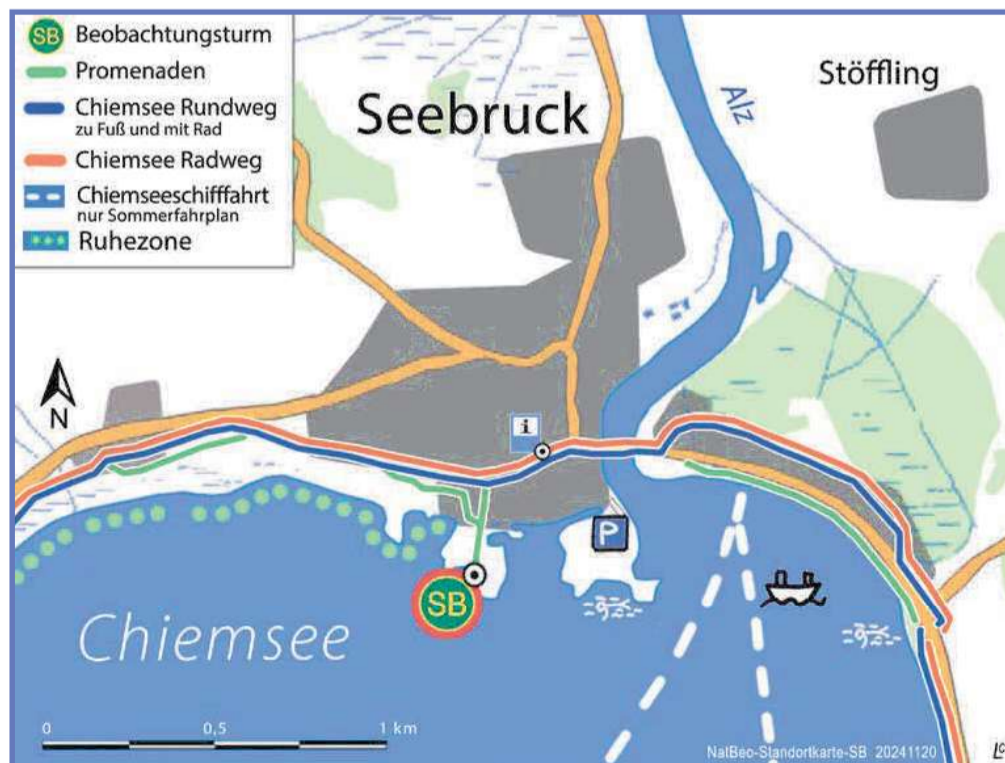 SB Beobachtungsturm
Promenaden
Chiemsee Rundweg
zu Fuß und mit Rad
Chiemsee Radweg
Chiemseeschifffahrt
nur Sommerfahrplan
Ruhezone
Seebruck
Alz
Stöffling
N
i
P
SB
Chiemsee
0 0,5 1 km
NatBeo-Standortkarte-SB 20241120